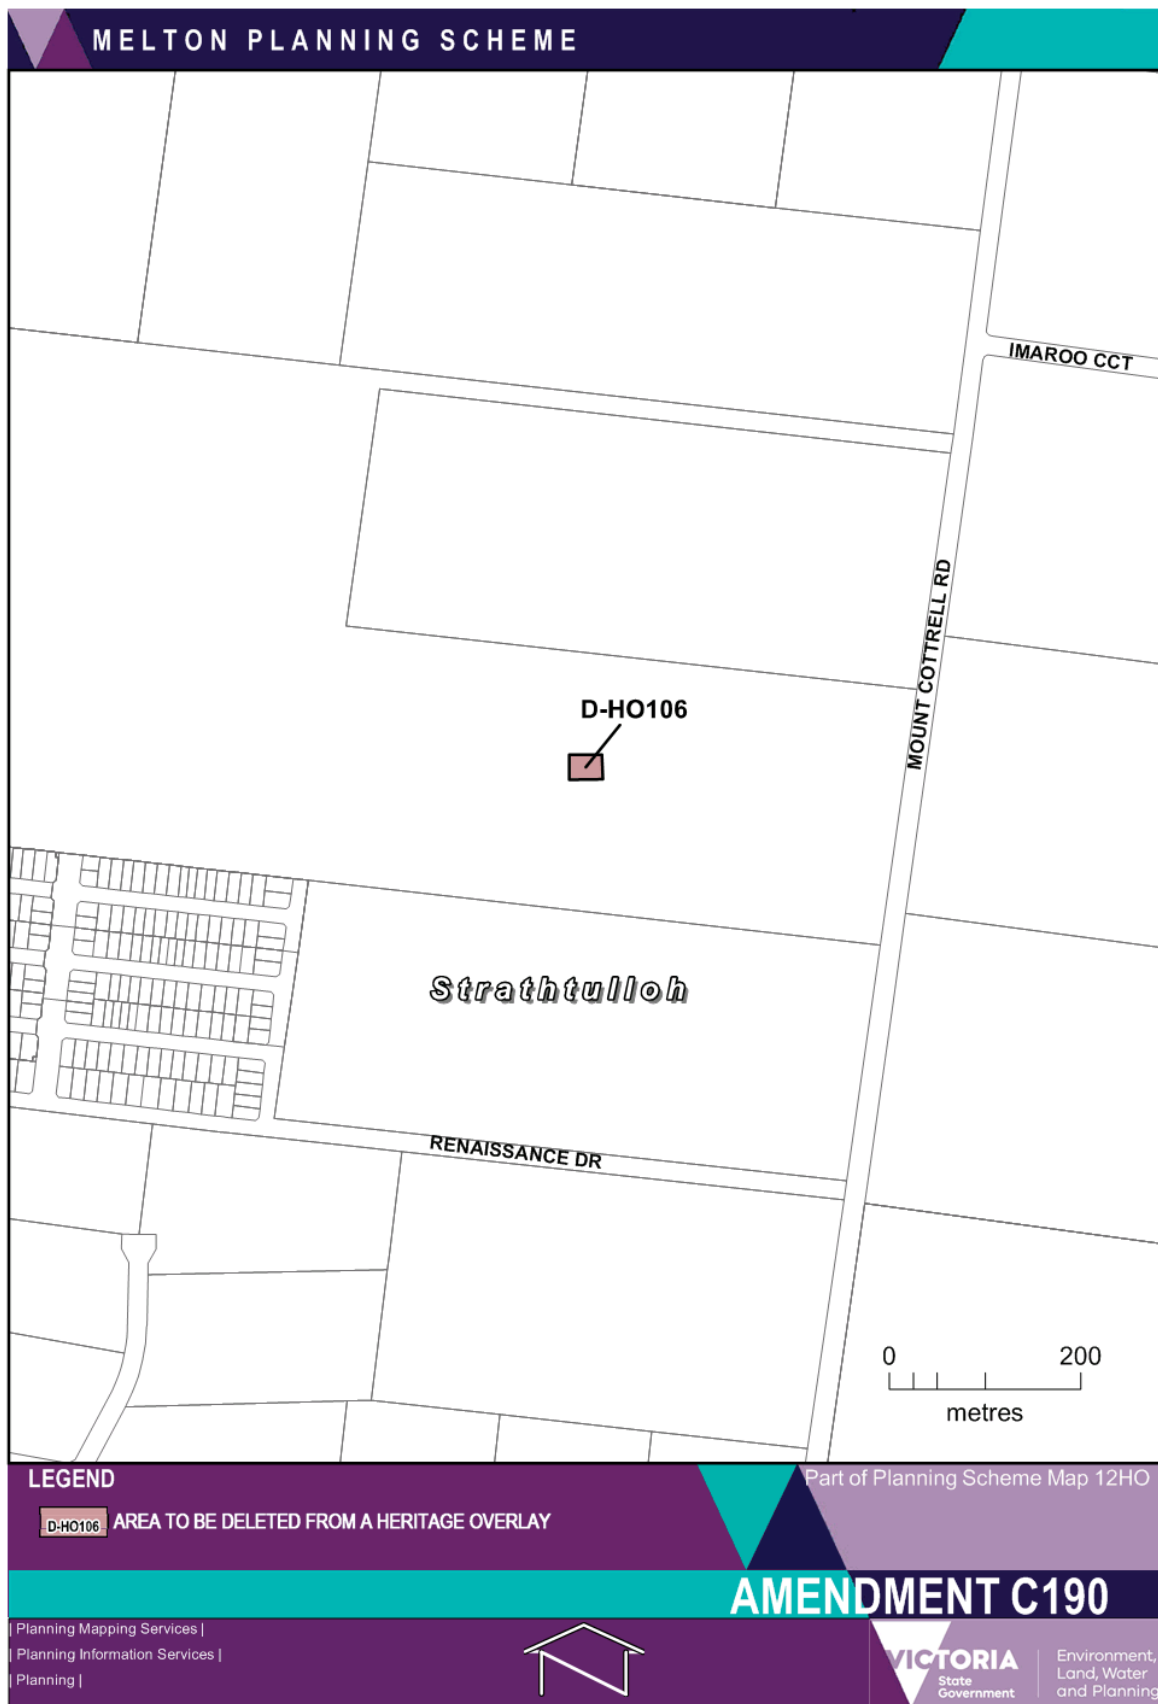 MELTON PLANNING SCHEME
IMAROO CCT
MOUNT COTTRELL RD
D-HO106
Strathtulloh
RENAISSANCE DR
0 200
metres
LEGEND
Part of Planning Scheme Map 12HO
D-HO106 AREA TO BE DELETED FROM A HERITAGE OVERLAY
AMENDMENT C190
| Planning Mapping Services |
| Planning Information Services |
| Planning |
VICTORIA
State
Government
Environment,
Land, Water
and Planning